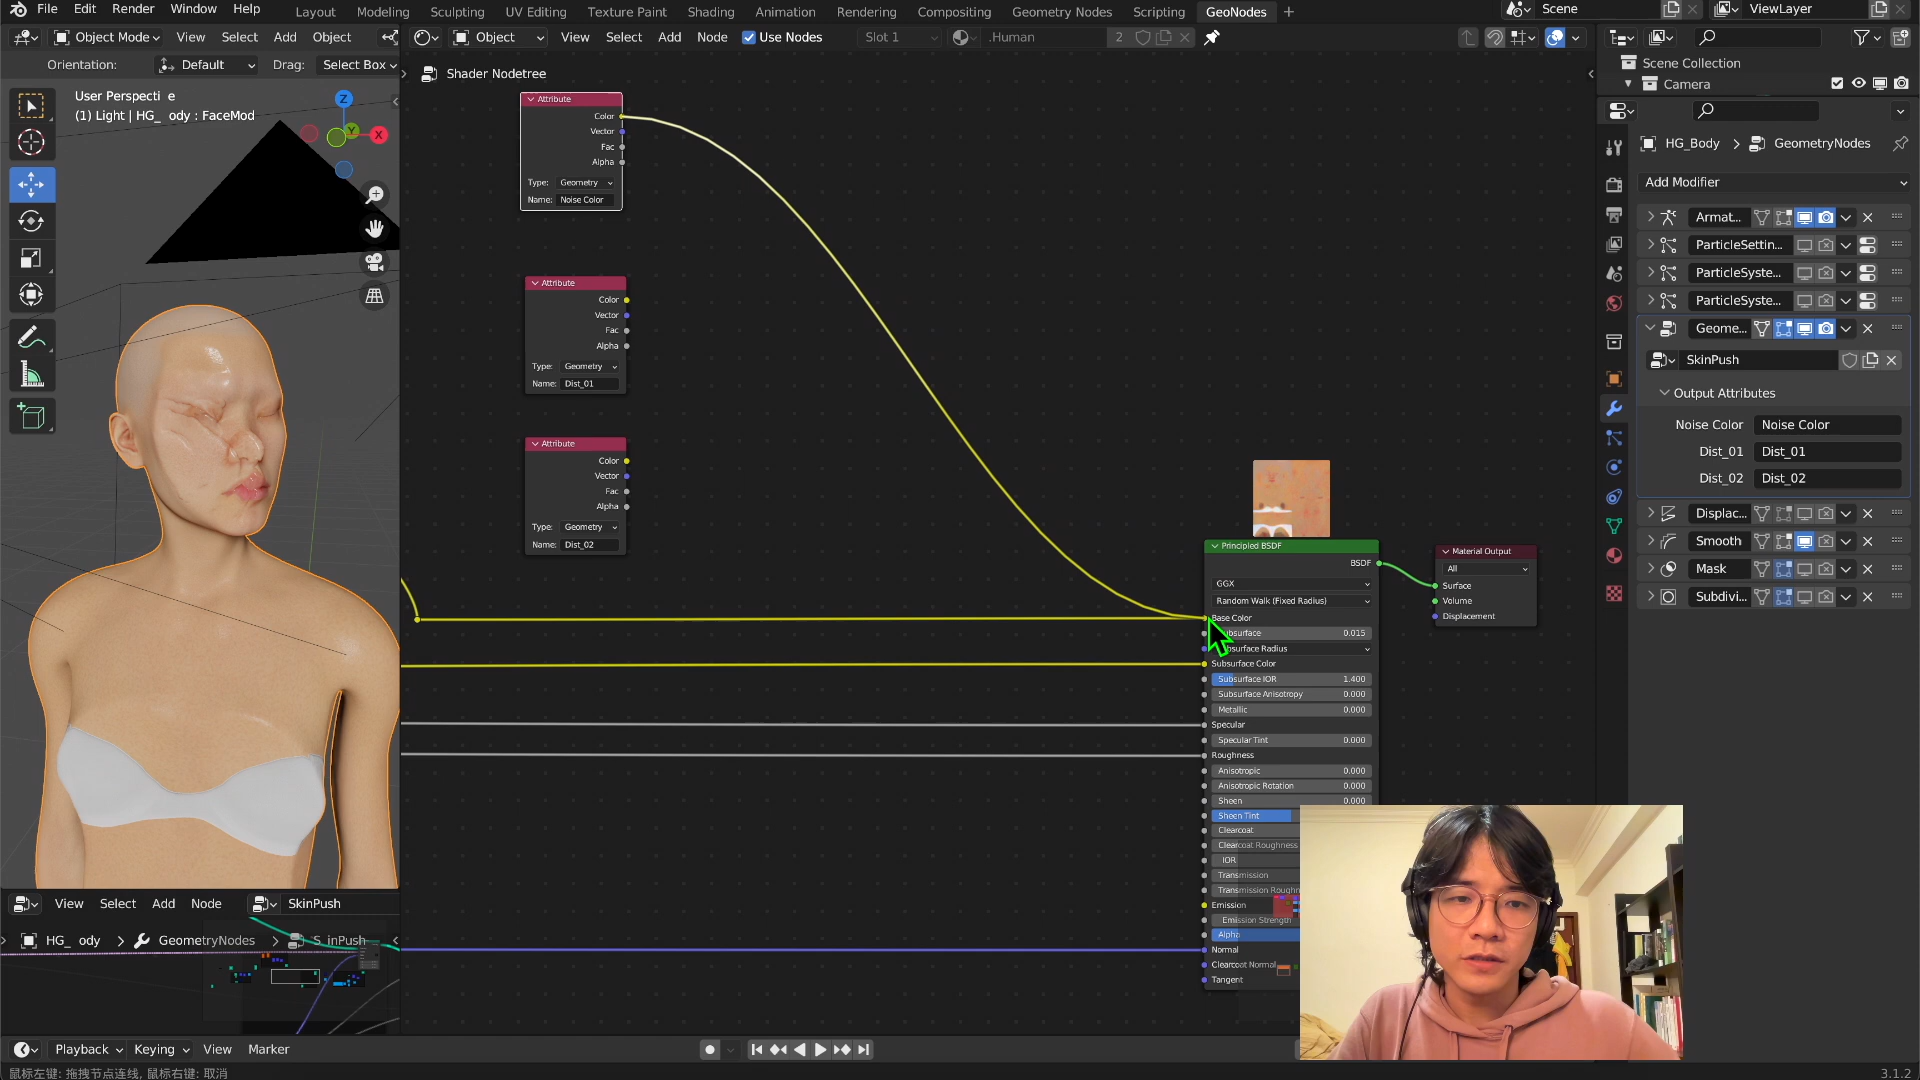 File Edit Render Window Help Layout Modeling Sculpting UV Editing Texture Paint Shading Animation Rendering Compositing Geometry Nodes Scripting GeoNodes + Scene ViewLayer
Object Mode View Select Add Object
Object View Select Add Node Use Nodes Slot 1 .Human 2
Orientation: Default Drag: Select Box
Shader Nodetree
User Perspecti e
(1) Light | HG_ ody : FaceMod
Z
Y
X
Attribute
Color
Vector
Fac
Alpha
Type: Geometry
Name: Noise Color
Attribute
Color
Vector
Fac
Alpha
Type: Geometry
Name: Dist_01
Attribute
Color
Vector
Fac
Alpha
Type: Geometry
Name: Dist_02
Principled BSDF
BSDF
GGX
Random Walk (Fixed Radius)
Base Color
bsurface 0.015
bsurface Radius
Subsurface Color
Subsurface IOR 1.400
Subsurface Anisotropy 0.000
Metallic 0.000
Specular
Specular Tint 0.000
Roughness
Anisotropic 0.000
Anisotropic Rotation 0.000
Sheen 0.000
Sheen Tint
Clearcoat
Clearcoat Roughness
IOR
Transmission
Transmission Roughn
Emission
Emission Strength
Alpha
Normal
Clearcoat Normal
Tangent
Material Output
All
Surface
Volume
Displacement
Scene Collection
Camera
HG_Body > GeometryNodes
Add Modifier
Armat...
ParticleSettin...
ParticleSyste...
ParticleSyste...
Geome...
SkinPush
Output Attributes
Noise Color Noise Color
Dist_01 Dist_01
Dist_02 Dist_02
Displac...
Smooth
Mask
Subdivi...
View Select Add Node SkinPush
HG_ ody > GeometryNodes > S inPush
Playback Keying View Marker
鼠标左键: 拖拽节点连线, 鼠标右键: 取消
3.1.2